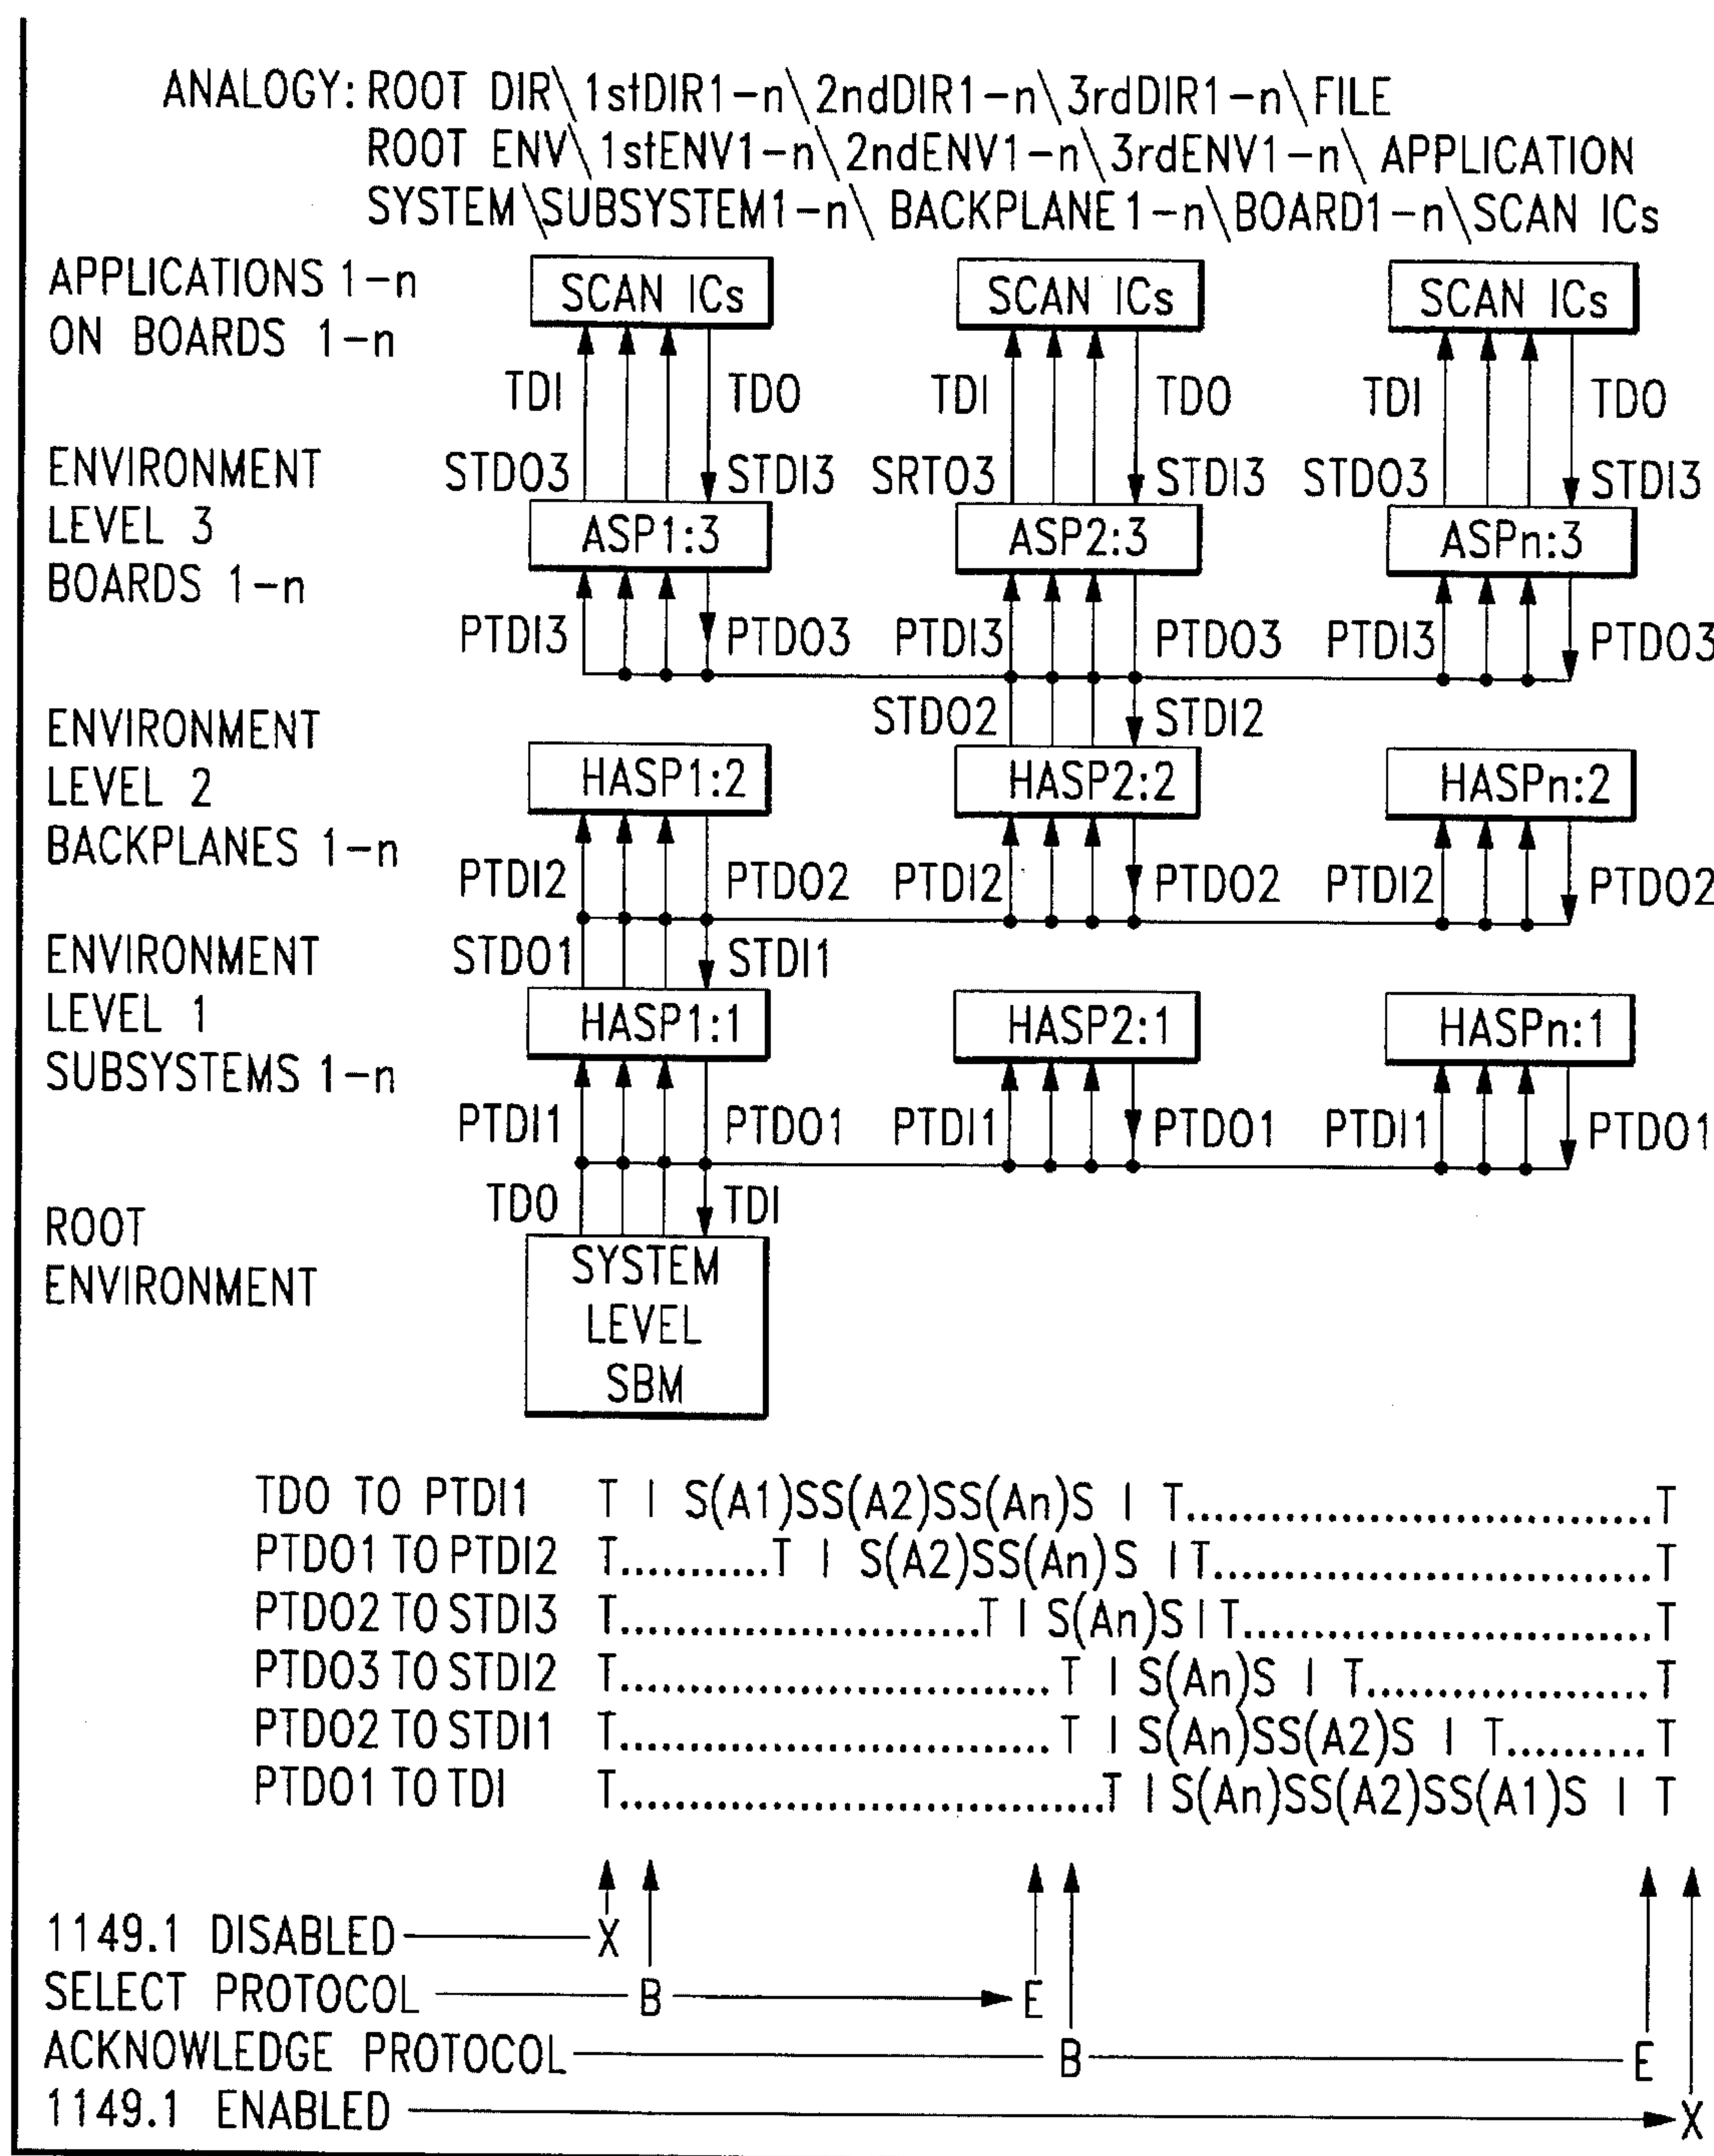 ANALOGY: ROOT DIR\1stDIR1-n\2ndDIR1-n\3rdDIR1-n\FILE
ROOT ENV\1stENV1-n\2ndENV1-n\3rdENV1-n\ APPLICATION
SYSTEM\SUBSYSTEM1-n\ BACKPLANE1-n\BOARD1-n\SCAN ICs
APPLICATIONS 1-n
ON BOARDS 1-n
SCAN ICs SCAN ICs SCAN ICs
TDI TDO TDI TDO TDI TDO
ENVIRONMENT
LEVEL 3
BOARDS 1-n
STDO3 STDI3 SRTO3 STDI3 STDO3 STDI3
ASP1:3 ASP2:3 ASPn:3
PTDI3 PTDO3 PTDI3 PTDO3 PTDI3 PTDO3
STDO2 STDI2
ENVIRONMENT
LEVEL 2
BACKPLANES 1-n
HASP1:2 HASP2:2 HASPn:2
PTDI2 PTDO2 PTDI2 PTDO2 PTDI2 PTDO2
ENVIRONMENT
LEVEL 1
SUBSYSTEMS 1-n
STDO1 STDI1
HASP1:1 HASP2:1 HASPn:1
PTDI1 PTDO1 PTDI1 PTDO1 PTDI1 PTDO1
TDO TDI
ROOT
ENVIRONMENT
SYSTEM
LEVEL
SBM
TDO TO PTDI1 T I S(A1)SS(A2)SS(An)S I T.................................T
PTDO1 TO PTDI2 T...........T I S(A2)SS(An)S IT...............................T
PTDO2 TO STDI3 T..........................T I S(An)S I T.............................T
PTDO3 TO STDI2 T...............................T I S(An)S I T....................T
PTDO2 TO STDI1 T...............................T I S(An)SS(A2)S I T..........T
PTDO1 TO TDI T...................................T I S(An)SS(A2)SS(A1)S I T
1149.1 DISABLED X
SELECT PROTOCOL B E
ACKNOWLEDGE PROTOCOL B E
1149.1 ENABLED X